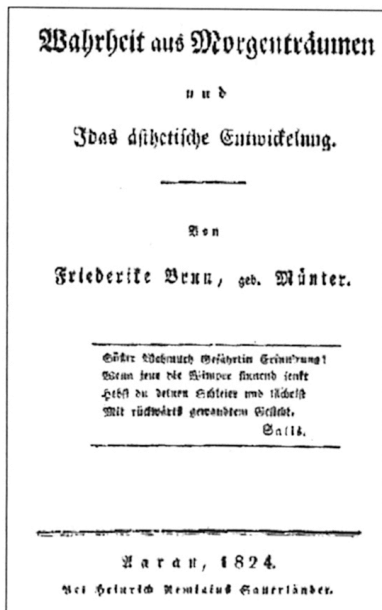 Wahrheit aus Morgenträumen
und
Idas ästhetische Entwickelung.
Von
Friederike Brun, geb. Münter.
Süßer Wehmuth Gefährtin Erinn'rung!
Wenn jene die Wimper sinnend senkt
Hebst du deinen Schleier und lächelst
Mit rückwärts gewandtem Gesicht.
Salis.
Aarau, 1824.
Bei Heinrich Remigius Sauerländer.